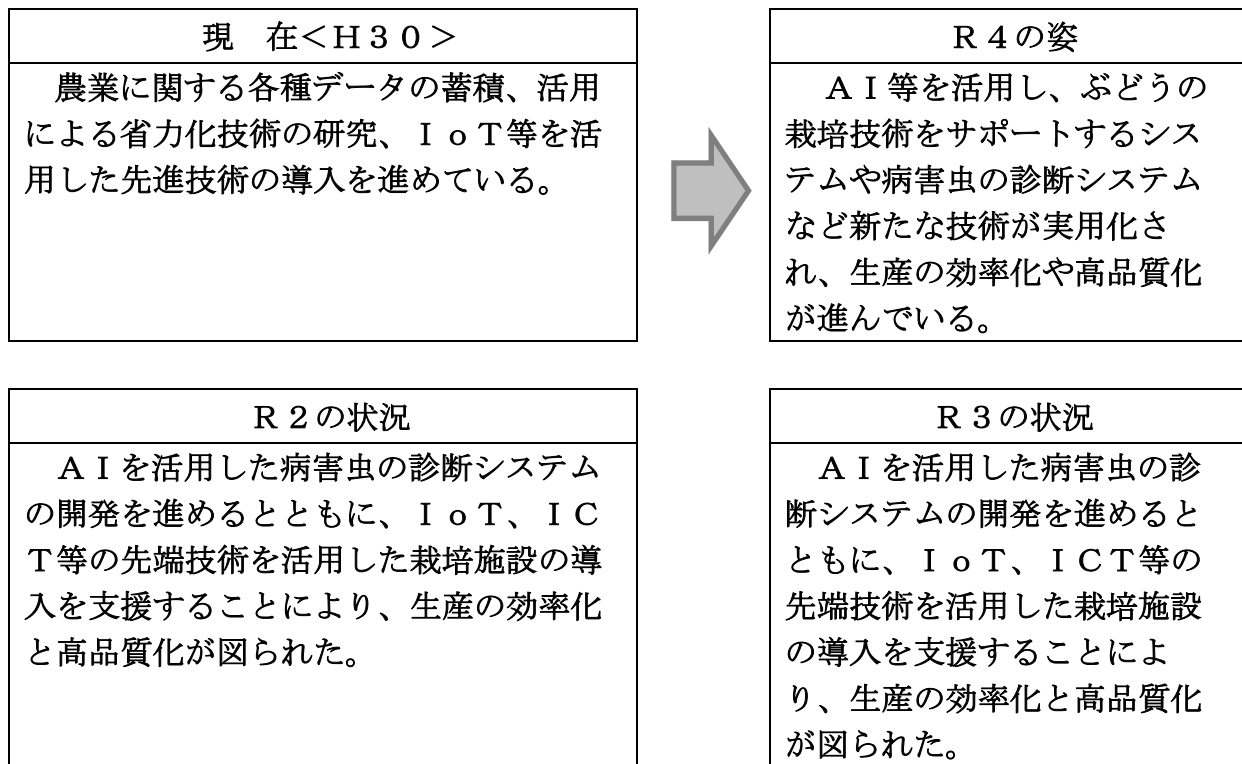 現　在＜Ｈ３０＞
　農業に関する各種データの蓄積、活用
による省力化技術の研究、ＩｏＴ等を活
用した先進技術の導入を進めている。
Ｒ４の姿
　ＡＩ等を活用し、ぶどうの
栽培技術をサポートするシス
テムや病害虫の診断システム
など新たな技術が実用化さ
れ、生産の効率化や高品質化
が進んでいる。
Ｒ２の状況
　ＡＩを活用した病害虫の診断システム
の開発を進めるとともに、ＩｏＴ、ＩＣ
Ｔ等の先端技術を活用した栽培施設の導
入を支援することにより、生産の効率化
と高品質化が図られた。
Ｒ３の状況
　ＡＩを活用した病害虫の診
断システムの開発を進めると
ともに、ＩｏＴ、ＩＣＴ等の
先端技術を活用した栽培施設
の導入を支援することによ
り、生産の効率化と高品質化
が図られた。